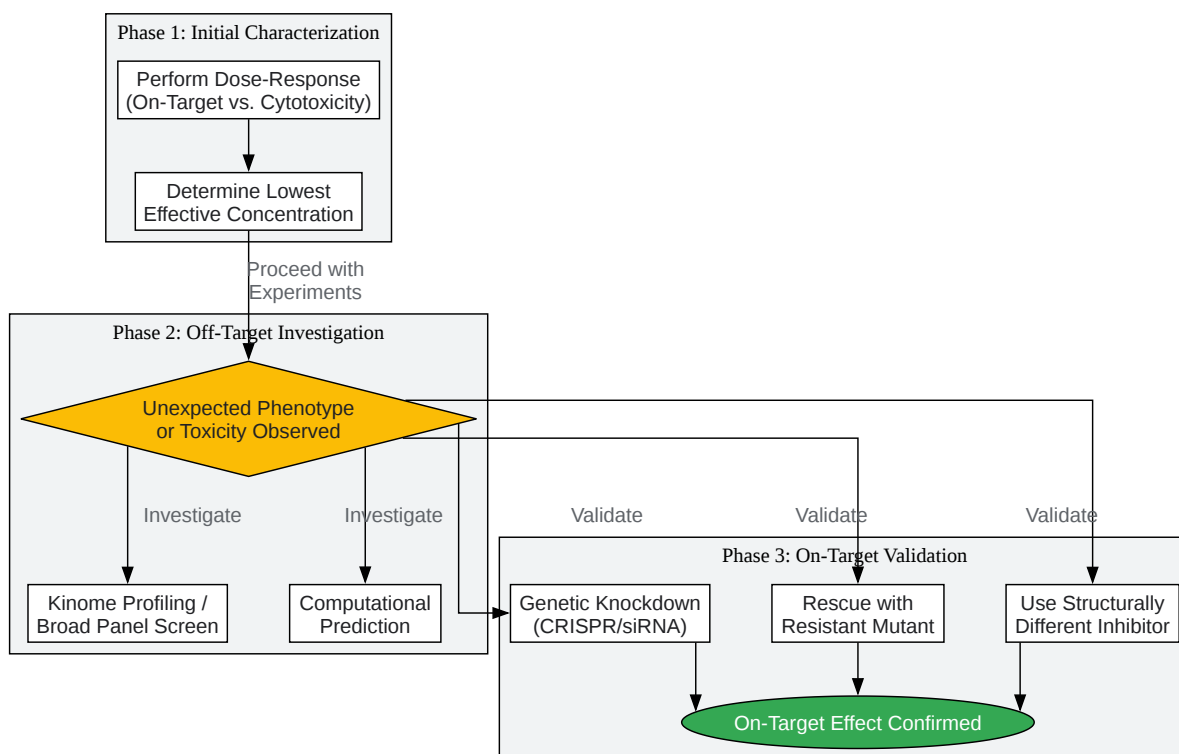 Phase 1: Initial Characterization
Perform Dose-Response
(On-Target vs. Cytotoxicity)
Determine Lowest
Effective Concentration
Proceed with
Experiments
Phase 2: Off-Target Investigation
Unexpected Phenotype
or Toxicity Observed
Investigate
Investigate
Validate
Validate
Validate
Phase 3: On-Target Validation
Kinome Profiling /
Broad Panel Screen
Computational
Prediction
Genetic Knockdown
(CRISPR/siRNA)
Rescue with
Resistant Mutant
Use Structurally
Different Inhibitor
On-Target Effect Confirmed